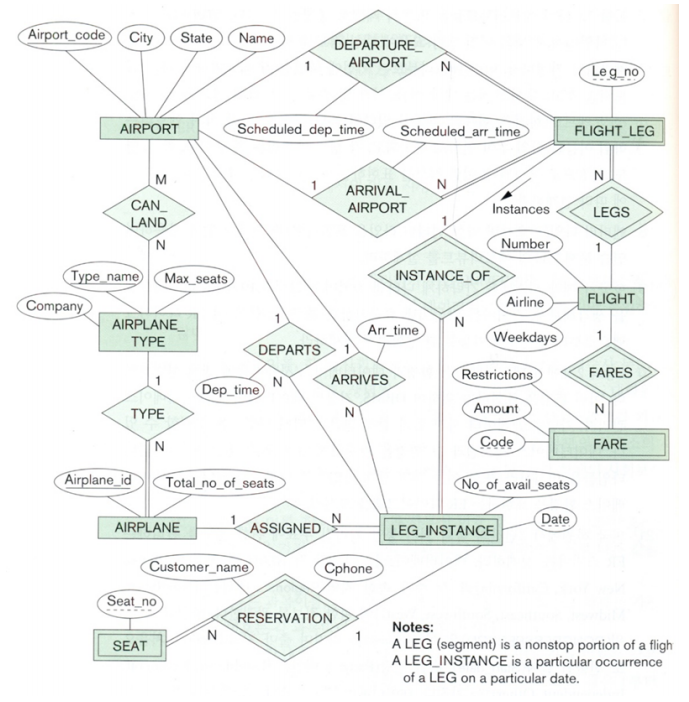 Airport_code
City
State
Name
DEPARTURE_
AIRPORT
1
N
Leg_no
AIRPORT
Scheduled_dep_time
Scheduled_arr_time
FLIGHT_LEG
M
CAN_
LAND
N
1
ARRIVAL_
AIRPORT
N
Instances
1
N
LEGS
1
Type_name
Max_seats
Company
AIRPLANE_
TYPE
INSTANCE_OF
N
Number
Airline
FLIGHT
Weekdays
1
DEPARTS
N
Dep_time
Arr_time
1
ARRIVES
N
1
FARES
N
Restrictions
Amount
Code
FARE
1
TYPE
N
Airplane_id
Total_no_of_seats
No_of_avail_seats
AIRPLANE
1
ASSIGNED
N
LEG_INSTANCE
Date
Customer_name
Cphone
Seat_no
RESERVATION
SEAT
N
1
Notes:
A LEG (segment) is a nonstop portion of a fligh
A LEG_INSTANCE is a particular occurrence
of a LEG on a particular date.